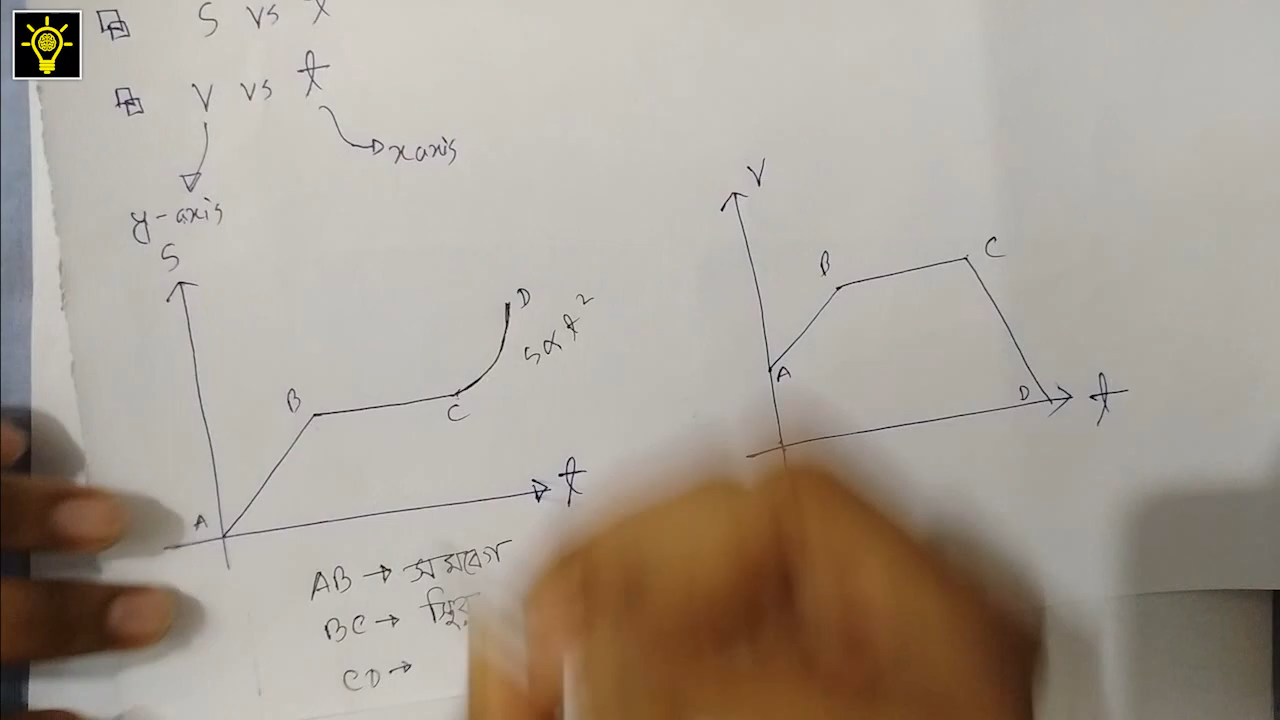 S vs t
V vs t
x axis
y-axis
S
D
S α t²
B
C
A
t
AB → সমবেগ
BC → স্থির
CD →
V
B
C
A
D
t